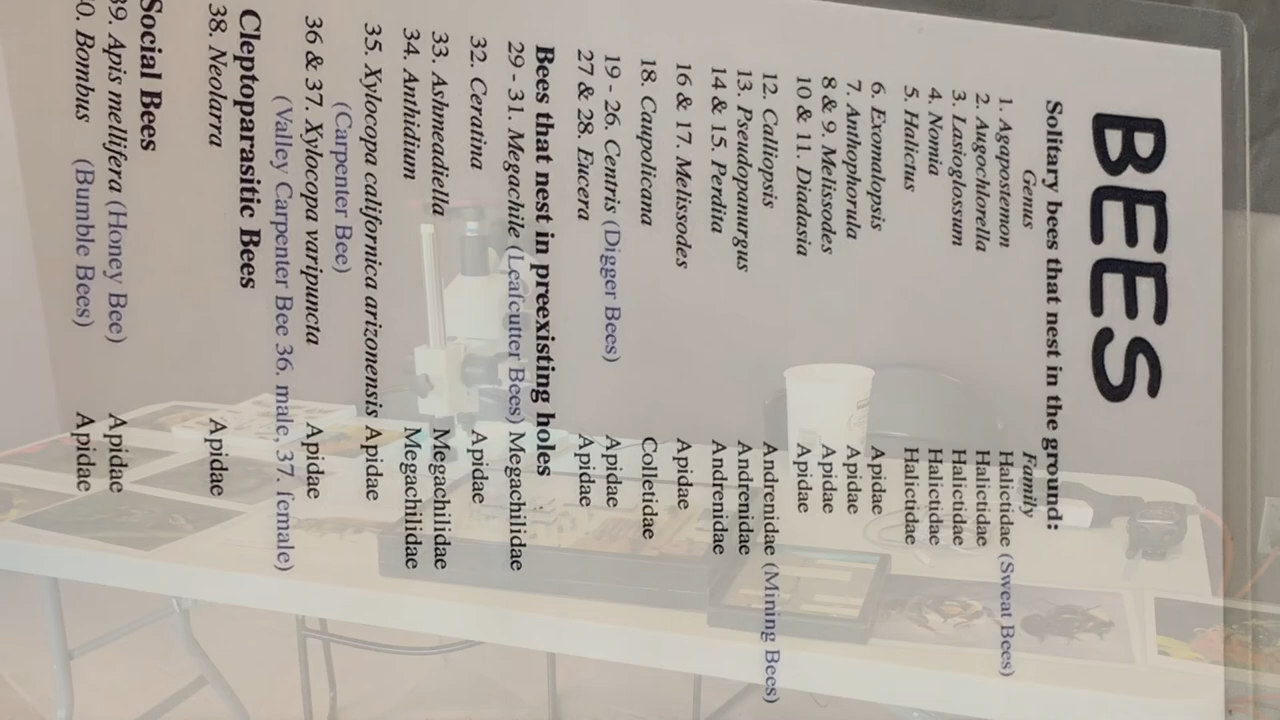 BEES
Solitary bees that nest in the ground:
Genus Family
1. Agapostemon Halictidae (Sweat Bees)
2. Augochlorella Halictidae
3. Lasioglossum Halictidae
4. Nomia Halictidae
5. Halictus Halictidae
6. Exomalopsis Apidae
7. Anthophorula Apidae
8 & 9. Melissodes Apidae
10 & 11. Diadasia Apidae
12. Calliopsis Andrenidae (Mining Bees)
13. Pseudopanurgus Andrenidae
14 & 15. Perdita Andrenidae
16 & 17. Melissodes Apidae
18. Caupolicana Colletidae
19 - 26. Centris (Digger Bees) Apidae
27 & 28. Eucera Apidae
Bees that nest in preexisting holes
29 - 31. Megachile (Leafcutter Bees) Megachilidae
32. Ceratina Apidae
33. Ashmeadiella Megachilidae
34. Anthidium Megachilidae
35. Xylocopa californica arizonensis Apidae
(Carpenter Bee)
36 & 37. Xylocopa varipuncta Apidae
(Valley Carpenter Bee 36. male, 37. female)
Cleptoparasitic Bees
38. Neolarra Apidae
Social Bees
39. Apis mellifera (Honey Bee) Apidae
0. Bombus (Bumble Bees) Apidae